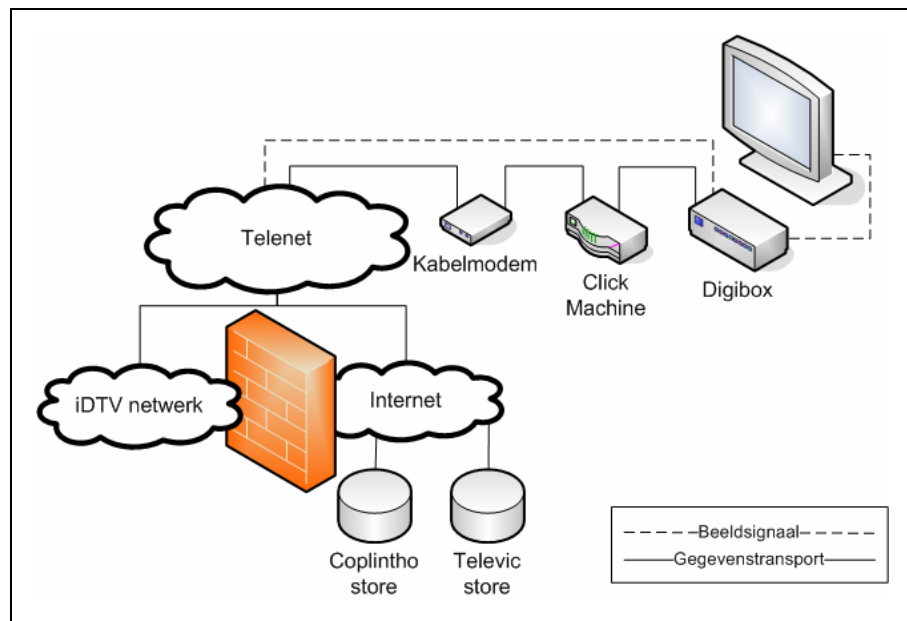 Telenet
Kabelmodem
Click
Machine
Digibox
iDTV netwerk
Internet
Coplintho
store
Televic
store
Beeldsignaal
Gegevenstransport